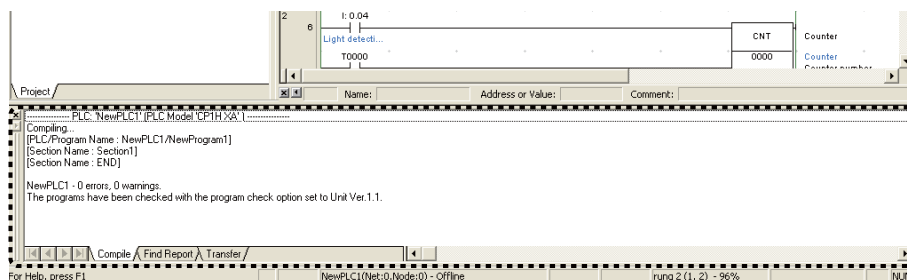 2
6
I: 0.04
Light detecti...
T0000
CNT
Counter
0000
Counter
Counter number
Project
Name:
Address or Value:
Comment:
[--------------- PLC: 'NewPLC1' (PLC Model 'CP1H XA' ) ---------------
Compiling...
[PLC/Program Name : NewPLC1/NewProgram1]
[Section Name : Section1]
[Section Name : END]
NewPLC1 - 0 errors, 0 warnings.
The programs have been checked with the program check option set to Unit Ver.1.1.
Compile Find Report Transfer
For Help, press F1
NewPLC1(Net:0,Node:0) - Offline
rung 2 (1, 2) - 96%
NUM